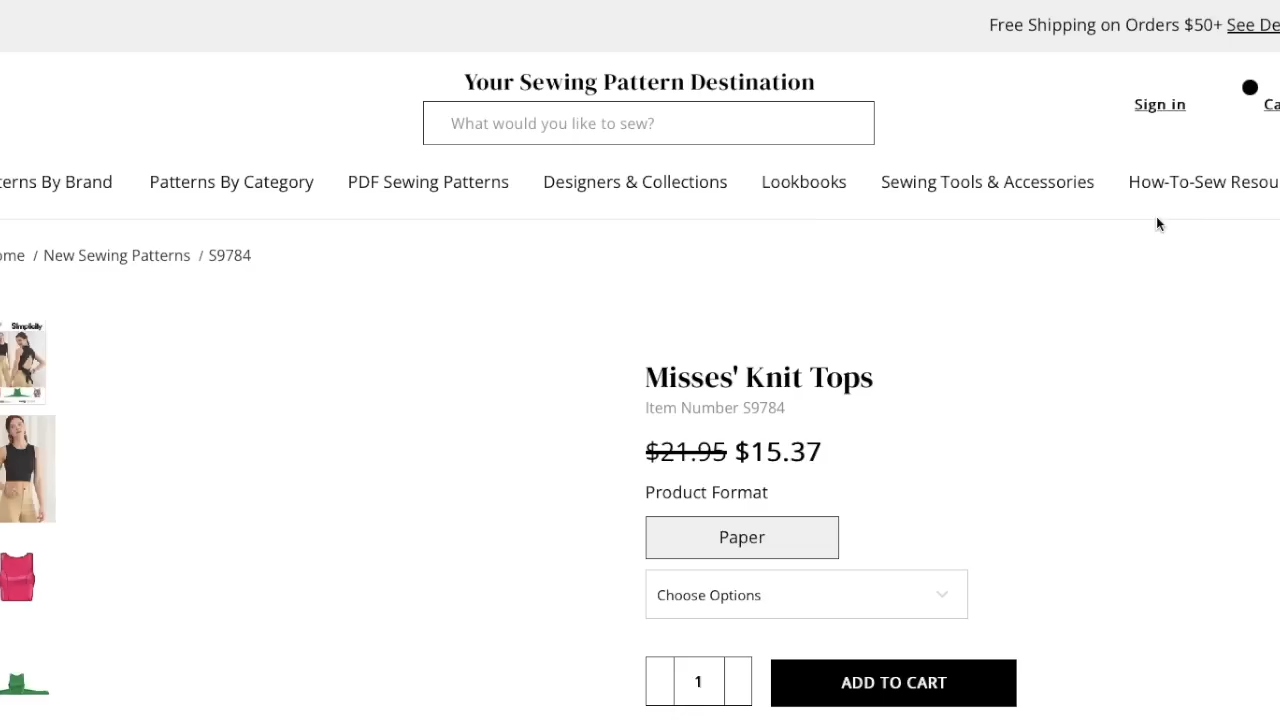 Free Shipping on Orders $50+ See De
Your Sewing Pattern Destination
What would you like to sew?
Sign in
Ca
terns By Brand
Patterns By Category
PDF Sewing Patterns
Designers & Collections
Lookbooks
Sewing Tools & Accessories
How-To-Sew Resou
ome / New Sewing Patterns / S9784
Simplicity
Misses' Knit Tops
Item Number S9784
$21.95 $15.37
Product Format
Paper
Choose Options
1
ADD TO CART